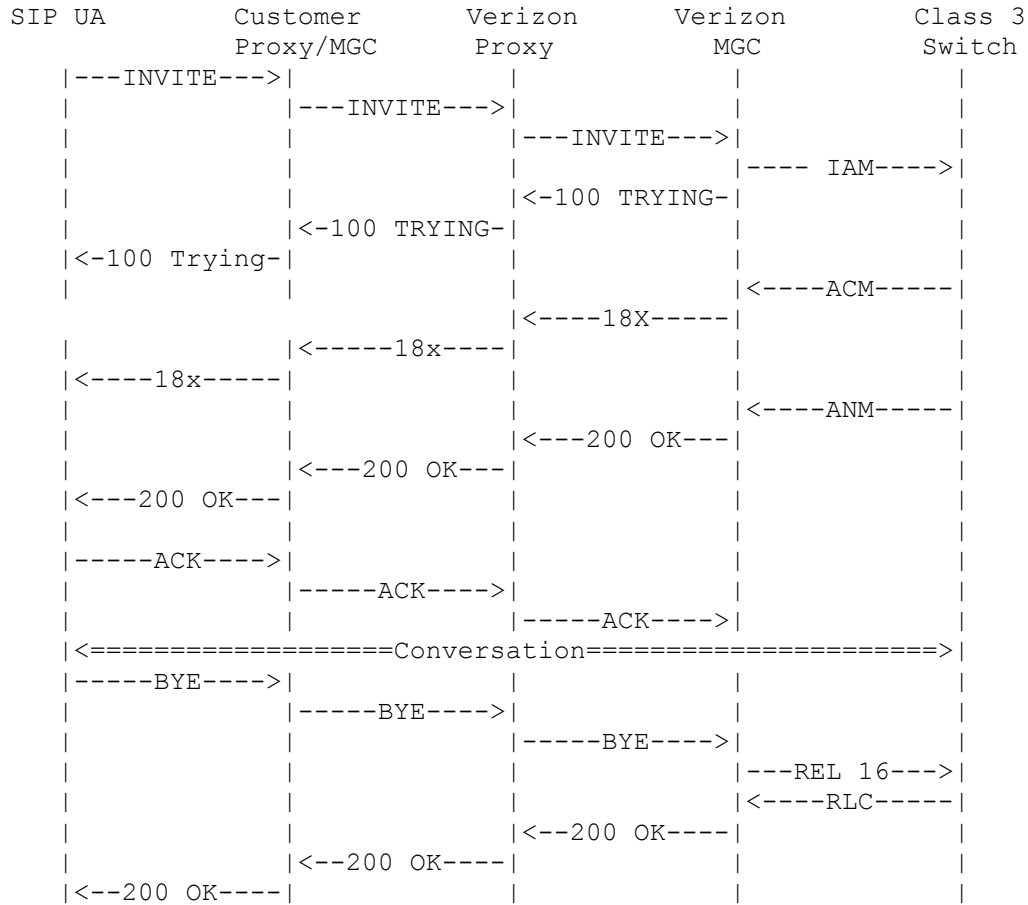 SIP UA        Customer       Verizon      Verizon         Class 3
              Proxy/MGC      Proxy          MGC          Switch
    |---INVITE--->|             |             |             |
    |             |---INVITE--->|             |             |
    |             |             |---INVITE--->|             |
    |             |             |             |---- IAM---->|
    |             |             |<-100 TRYING-|             |
    |             |<-100 TRYING-|             |             |
    |<-100 Trying-|             |             |             |
    |             |             |             |<----ACM-----|
                                |<----18X-----|             |
    |             |<-----18x----|             |             |
    |<----18x-----|             |             |             |
    |             |             |             |<----ANM-----|
    |             |             |<---200 OK---|             |
    |             |<---200 OK---|             |             |
    |<---200 OK---|             |             |             |
    |             |             |             |             |
    |-----ACK---->|             |             |             |
    |             |-----ACK---->|             |             |
    |             |             |-----ACK---->|             |
    |<===================Conversation======================>|
    |-----BYE---->|             |             |             |
    |             |-----BYE---->|             |             |
    |             |             |-----BYE---->|             |
    |             |             |             |---REL 16--->|
    |             |             |             |<----RLC-----|
    |             |             |<--200 OK----|             |
    |             |<--200 OK----|             |             |
    |<--200 OK----|             |             |             |